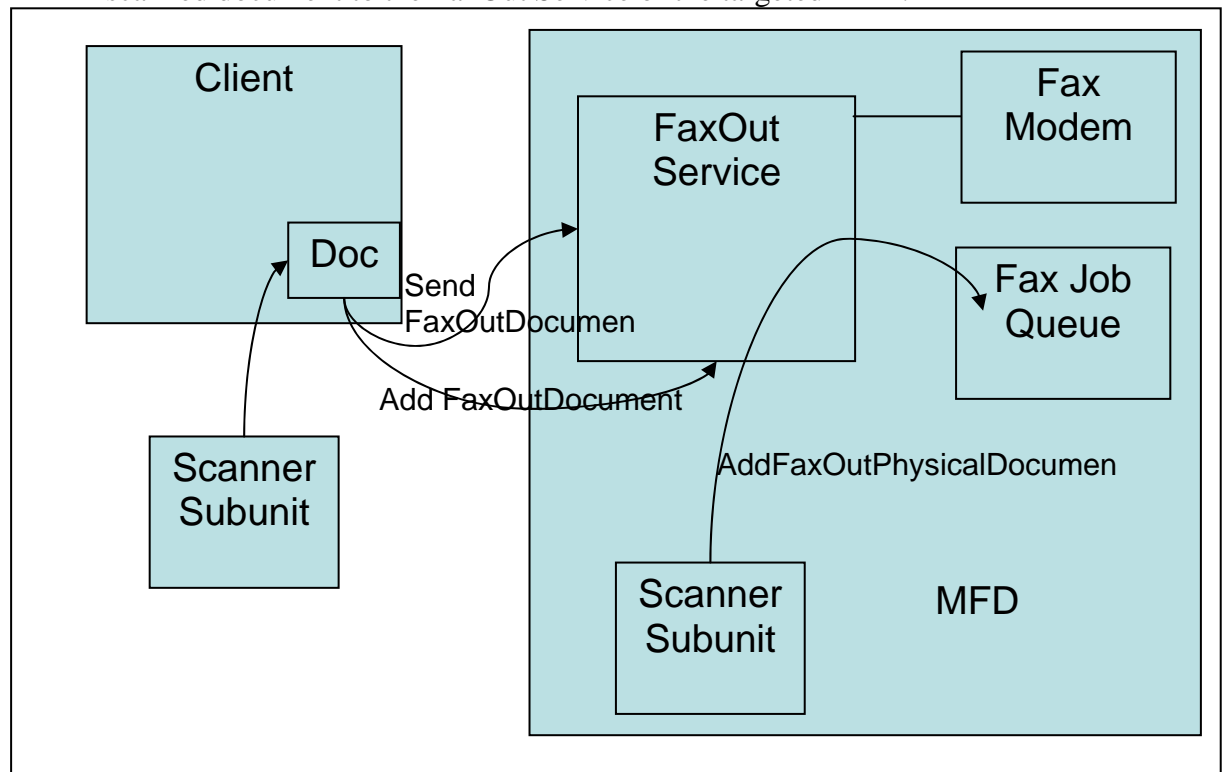 Client
Doc
Send
FaxOutDocumen
Add FaxOutDocument
Scanner
Subunit
FaxOut
Service
Fax
Modem
Fax Job
Queue
AddFaxOutPhysicalDocumen
Scanner
Subunit
MFD